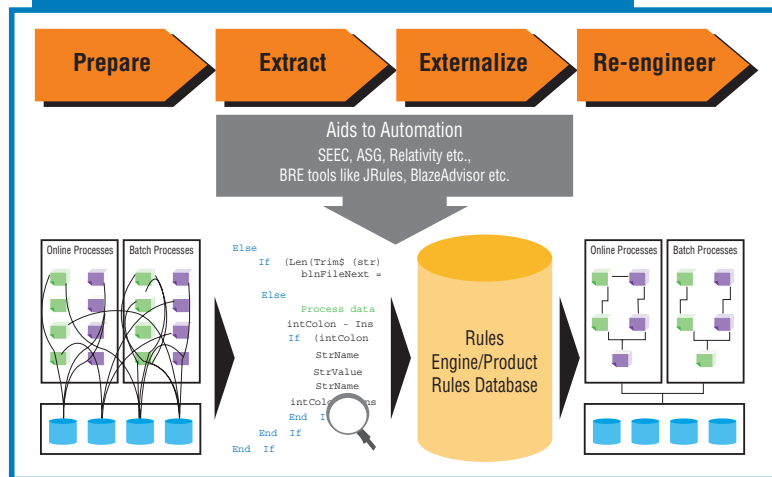 Prepare
Extract
Externalize
Re-engineer
Aids to Automation
SEEC, ASG, Relativity etc.,
BRE tools like JRules, BlazeAdvisor etc.
Online Processes
Batch Processes
Else
If (Len(Trim$ (str)
blnFileNext =
Else
Process data
intColon - Ins
If (intColon
StrName
StrValue
StrName
End
End If
End If
Rules
Engine/Product
Rules Database
Online Processes
Batch Processes